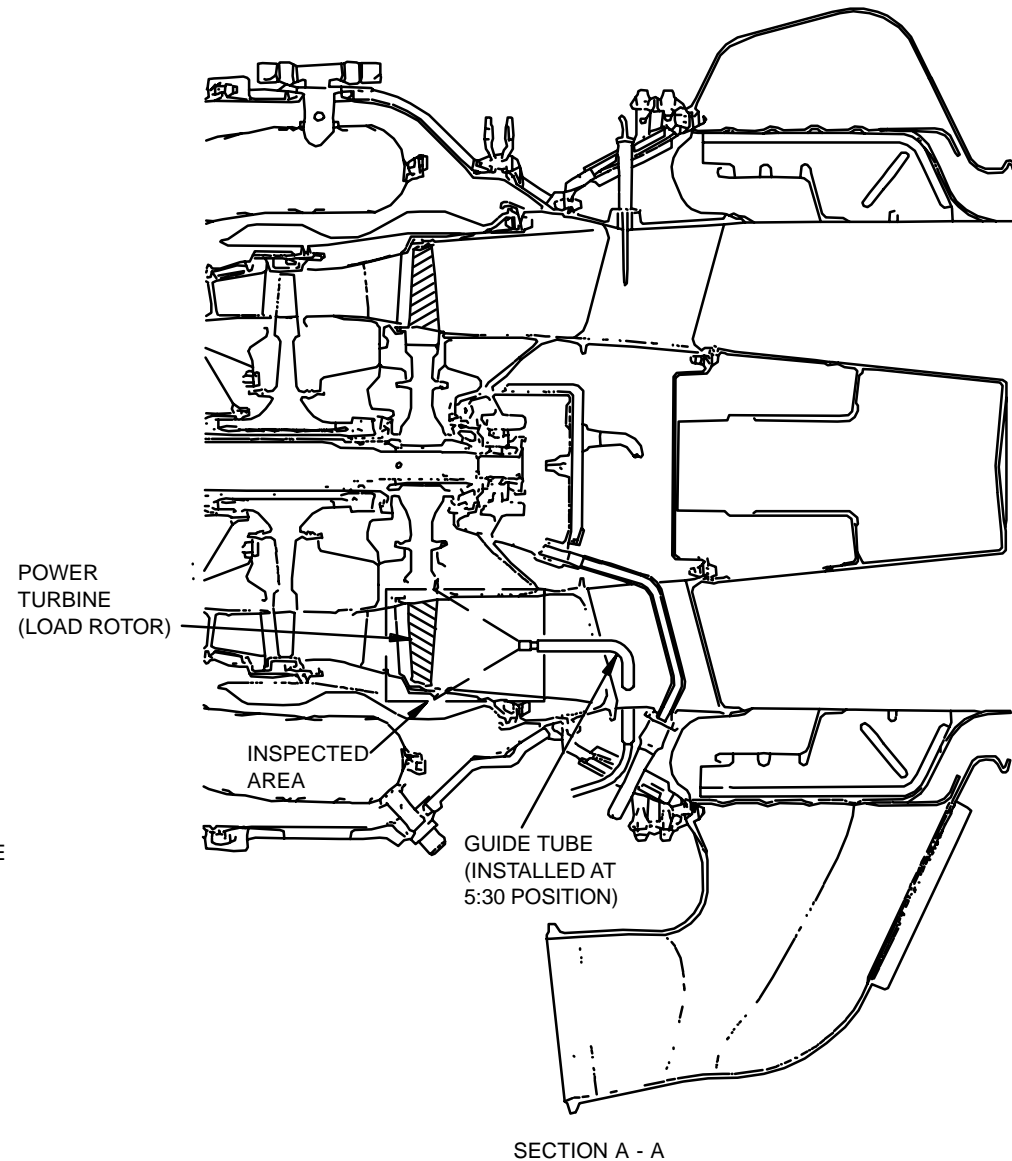 POWER
TURBINE
(LOAD ROTOR)
INSPECTED
AREA
GUIDE TUBE
(INSTALLED AT
5:30 POSITION)
E
SECTION A - A